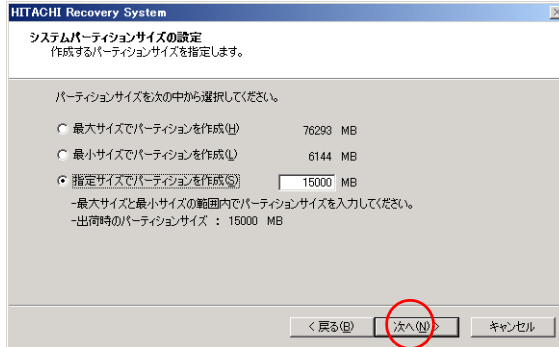 HITACHI Recovery System
システムパーティションサイズの設定
作成するパーティションサイズを指定します。
パーティションサイズを次の中から選択してください。
最大サイズでパーティションを作成(H) 76293 MB
最小サイズでパーティションを作成(L) 6144 MB
指定サイズでパーティションを作成(S) 15000 MB
-最大サイズと最小サイズの範囲内でパーティションサイズを入力してください。
-出荷時のパーティションサイズ : 15000 MB
< 戻る(B) 次へ(N) > キャンセル